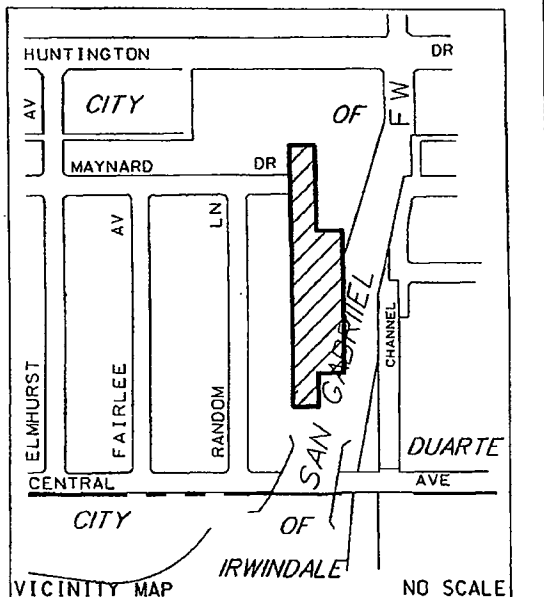 HUNTINGTON DR
AV
CITY OF
FW
MAYNARD DR
ELMHURST
FAIRLEE AV
RANDOM LN
SAN GABRIIEL
CHANNEL
DUARTE
CENTRAL AVE
CITY OF
IRWINDALE
VICINITY MAP NO SCALE